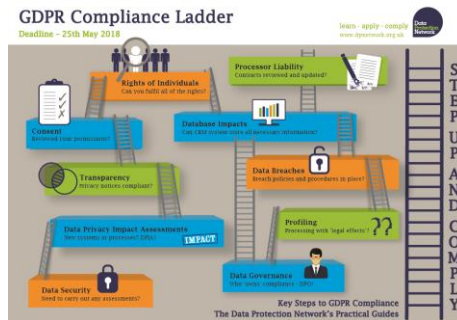 GDPR Compliance Ladder
Deadline - 25th May 2018
learn - apply - comply
www.dpnetwork.org.uk
Data
Protection
Network
Rights of Individuals
Can you fulfil all of the rights?
Processor Liability
Contracts reviewed and updated?
Consent
Reviewed your permissions?
Database Impacts
Can CRM system store all necessary information?
Transparency
Privacy notices compliant?
Data Breaches
Breach policies and procedures in place?
Data Privacy Impact Assessments
New systems or processes? DPIA!
IMPACT
Profiling
Processing with 'legal effects'?
??
Data Security
Need to carry out any assessments?
Data Governance
Who 'owns' compliance - DPO?
Key Steps to GDPR Compliance
The Data Protection Network's Practical Guides
STEP UP AND COMPLY